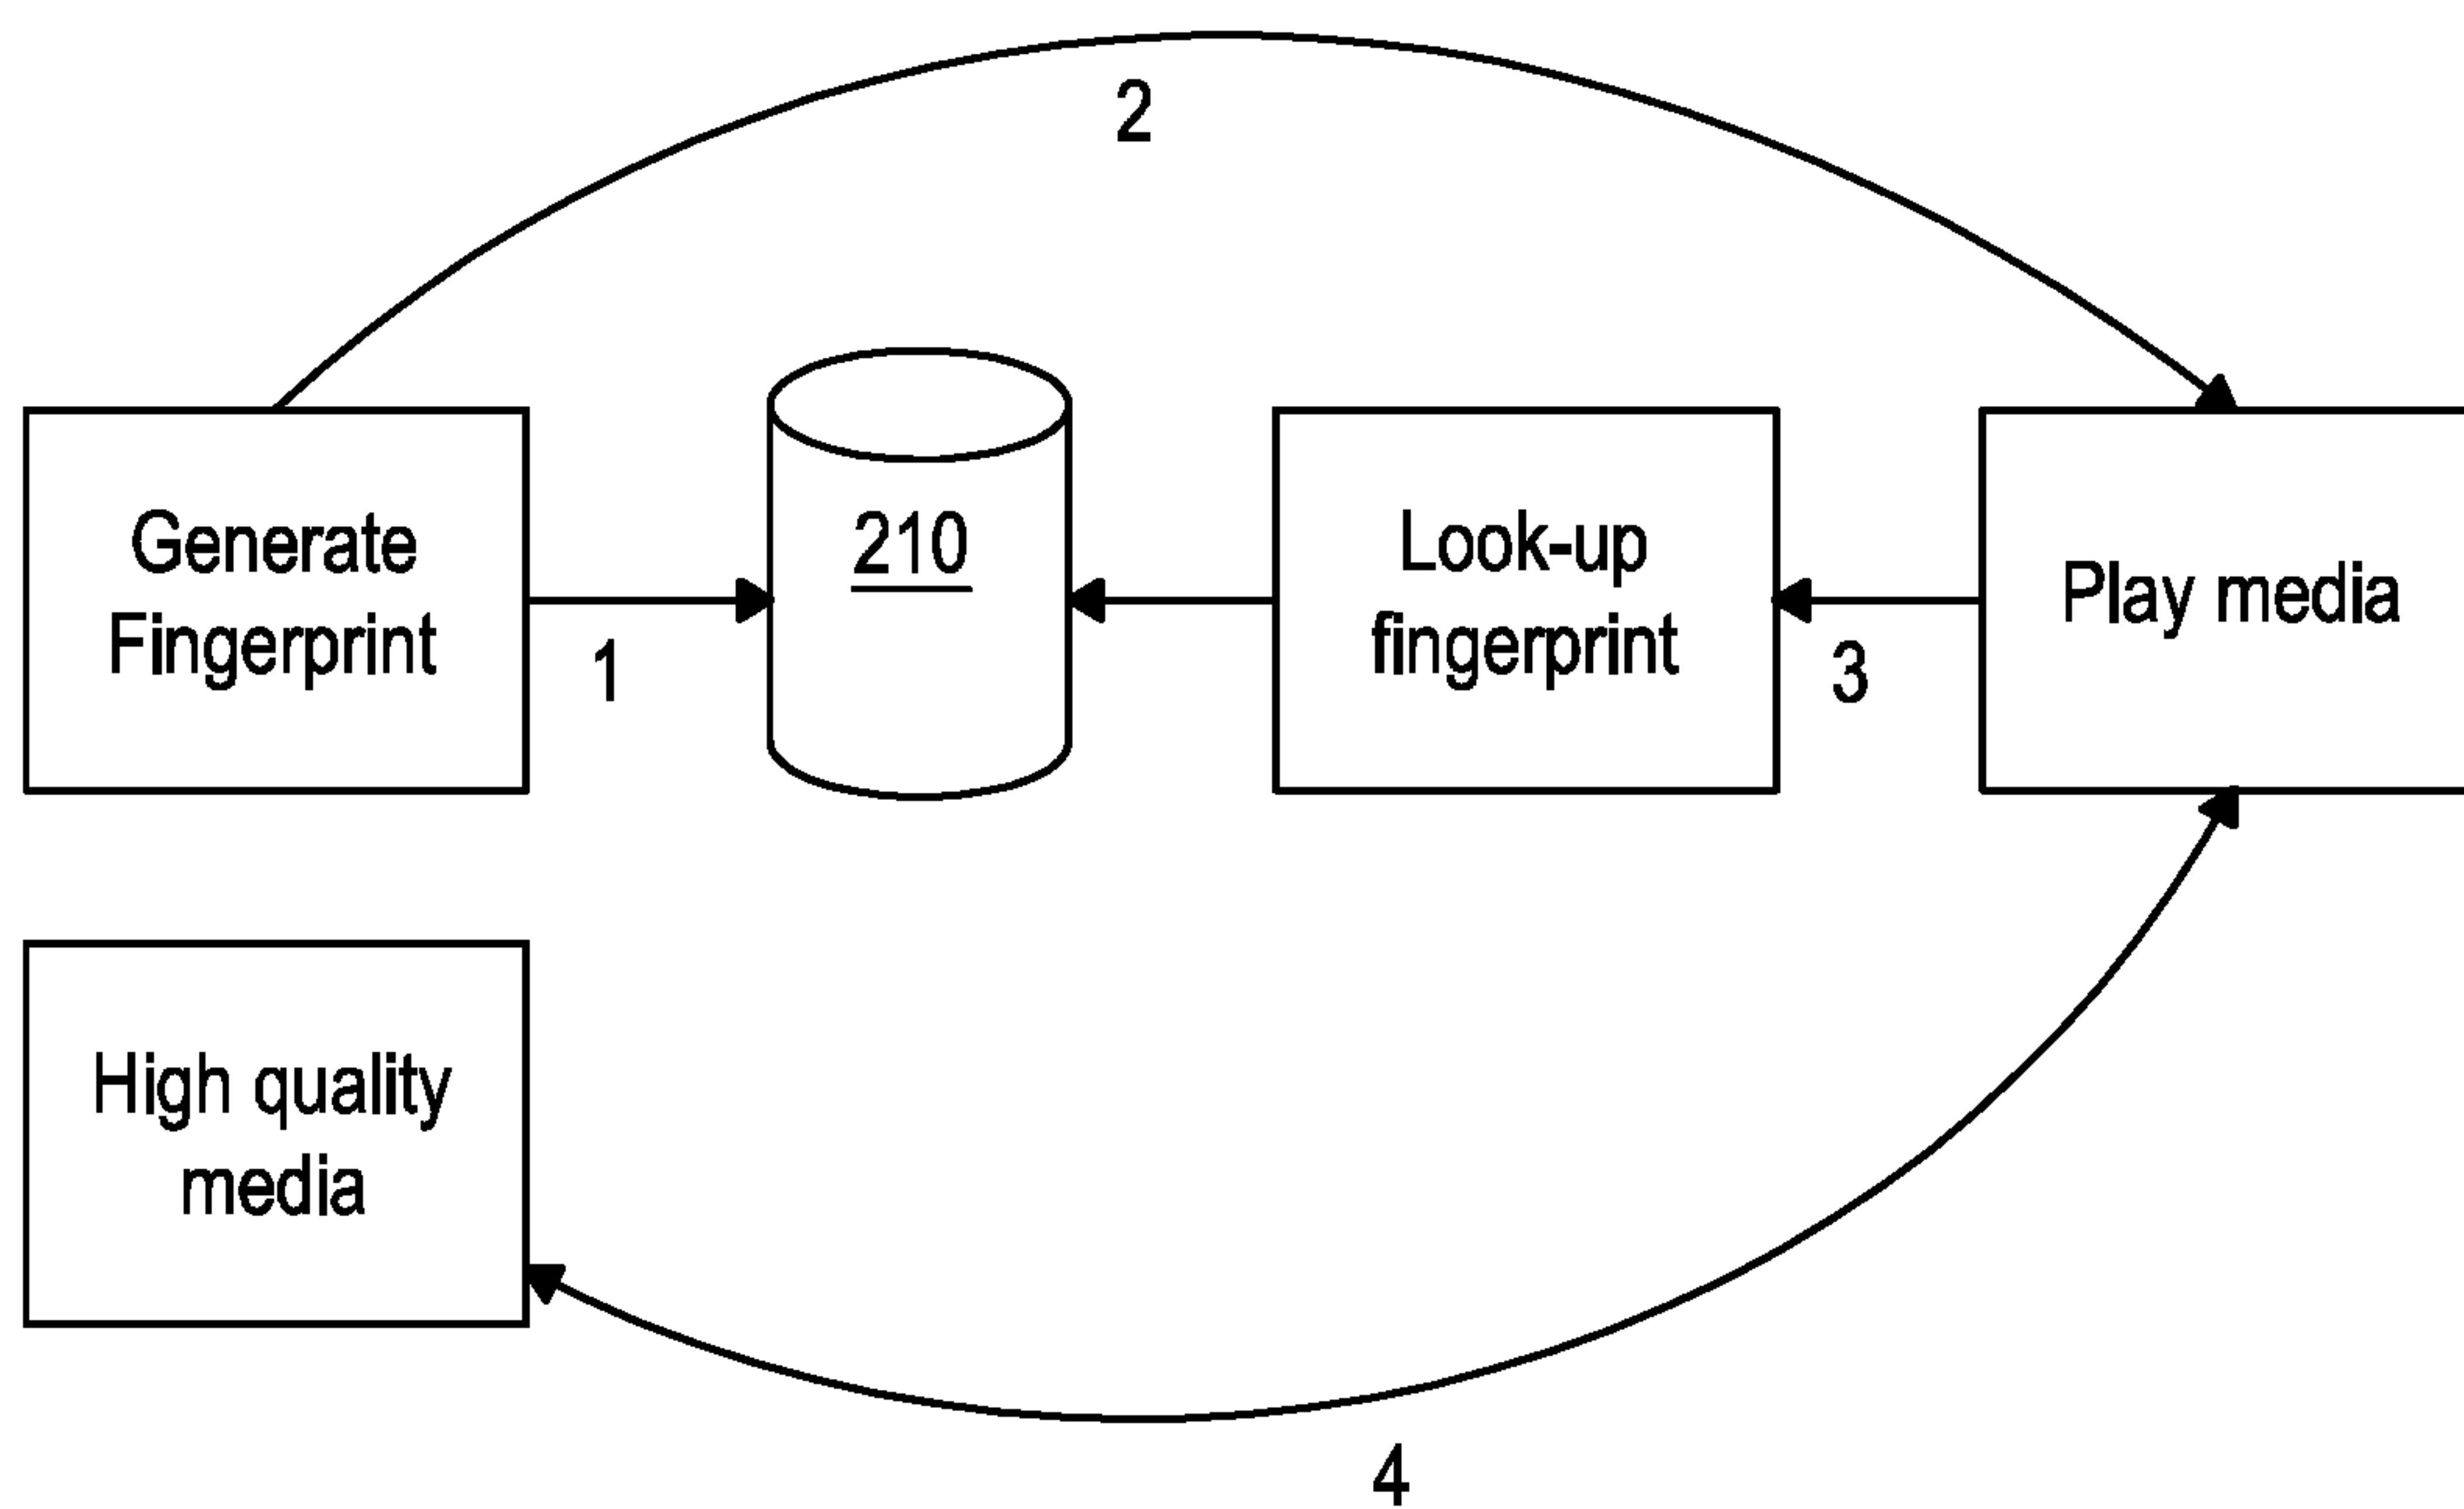 2
Generate
Fingerprint
1
210
Look-up
fingerprint
3
Play media
High quality
media
4